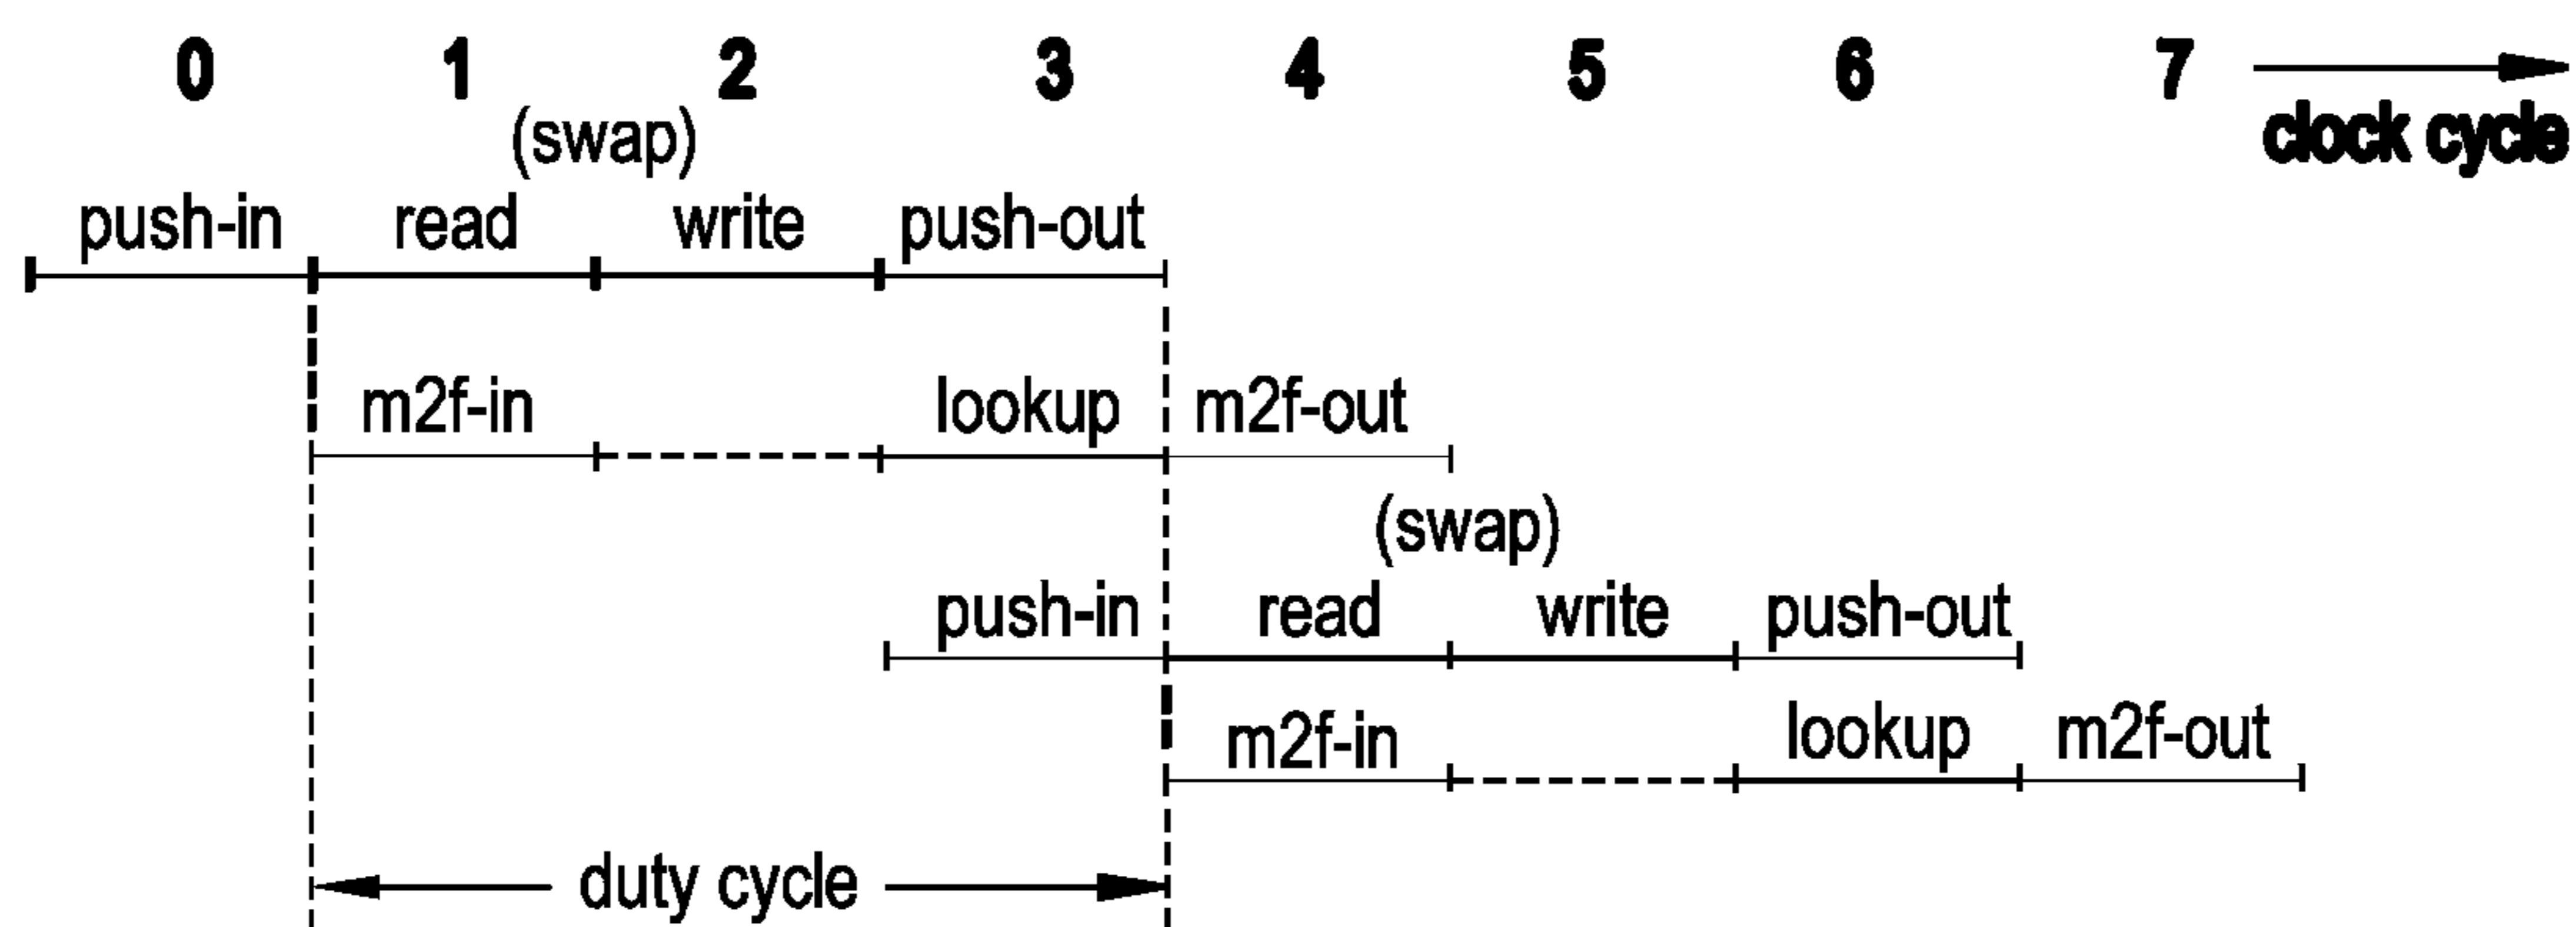 0 1 2 3 4 5 6 7
(swap) clock cycle
push-in read write push-out
m2f-in lookup m2f-out
(swap)
push-in read write push-out
m2f-in lookup m2f-out
duty cycle